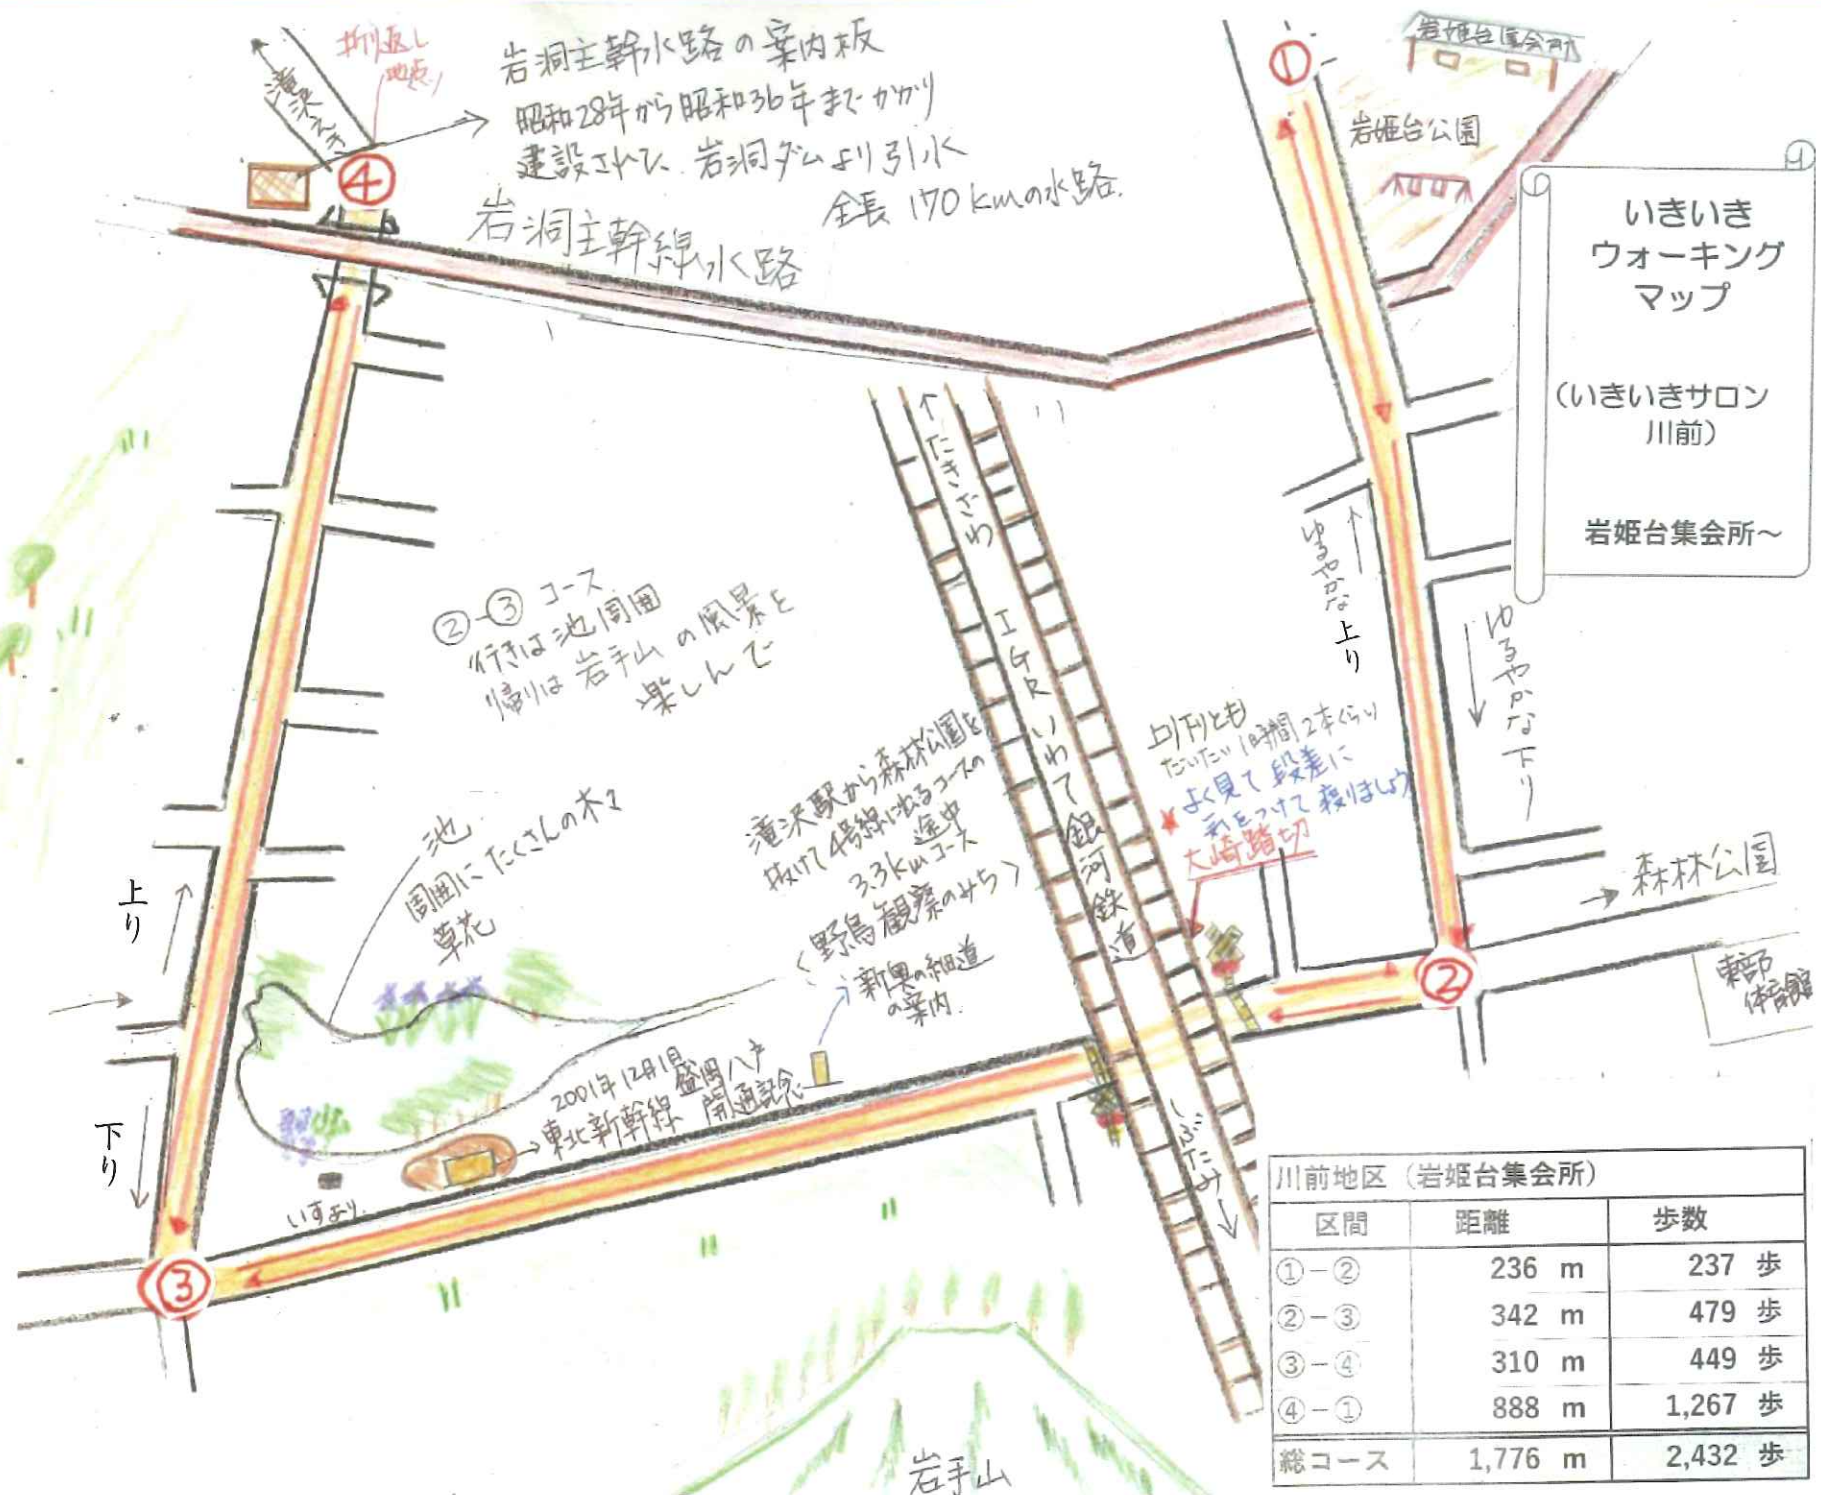 折り返し
地点
滝沢えき
④
岩洞主幹水路の案内板
昭和28年から昭和36年までかかり
建設されて、岩洞ダムより引水
全長170kmの水路.
岩洞主幹線水路
①
岩姫台集会所
岩姫台公園
いきいき
ウォーキング
マップ
(いきいきサロン
川前)
岩姫台集会所~
②-③ コース
行きは池周囲
帰りは岩手山の風景を
楽しんで
↑たきざわ
IGRいわて銀河鉄道
しぶたみ
ゆるやかな上り
ゆるやかな下り
上り下りとも
だいたい1時間2本くらい
よく見て段差に
気をつけて渡りましょう
大崎踏切
滝沢駅から森林公園を
抜けて4号線に出るコースの
途中
3.3kmコース
〈野鳥観察のみち〉
新奥の細道
の案内.
→森林公園
東部
体育館
②
池
周囲にたくさんの木々
草花
上り
下り
2001年12月1日
盛岡八戸
東北新幹線 開通記念
いすあり.
③
岩手山
川前地区(岩姫台集会所)
区間 距離 歩数
①-② 236 m 237 歩
②-③ 342 m 479 歩
③-④ 310 m 449 歩
④-① 888 m 1,267 歩
総コース 1,776 m 2,432 歩